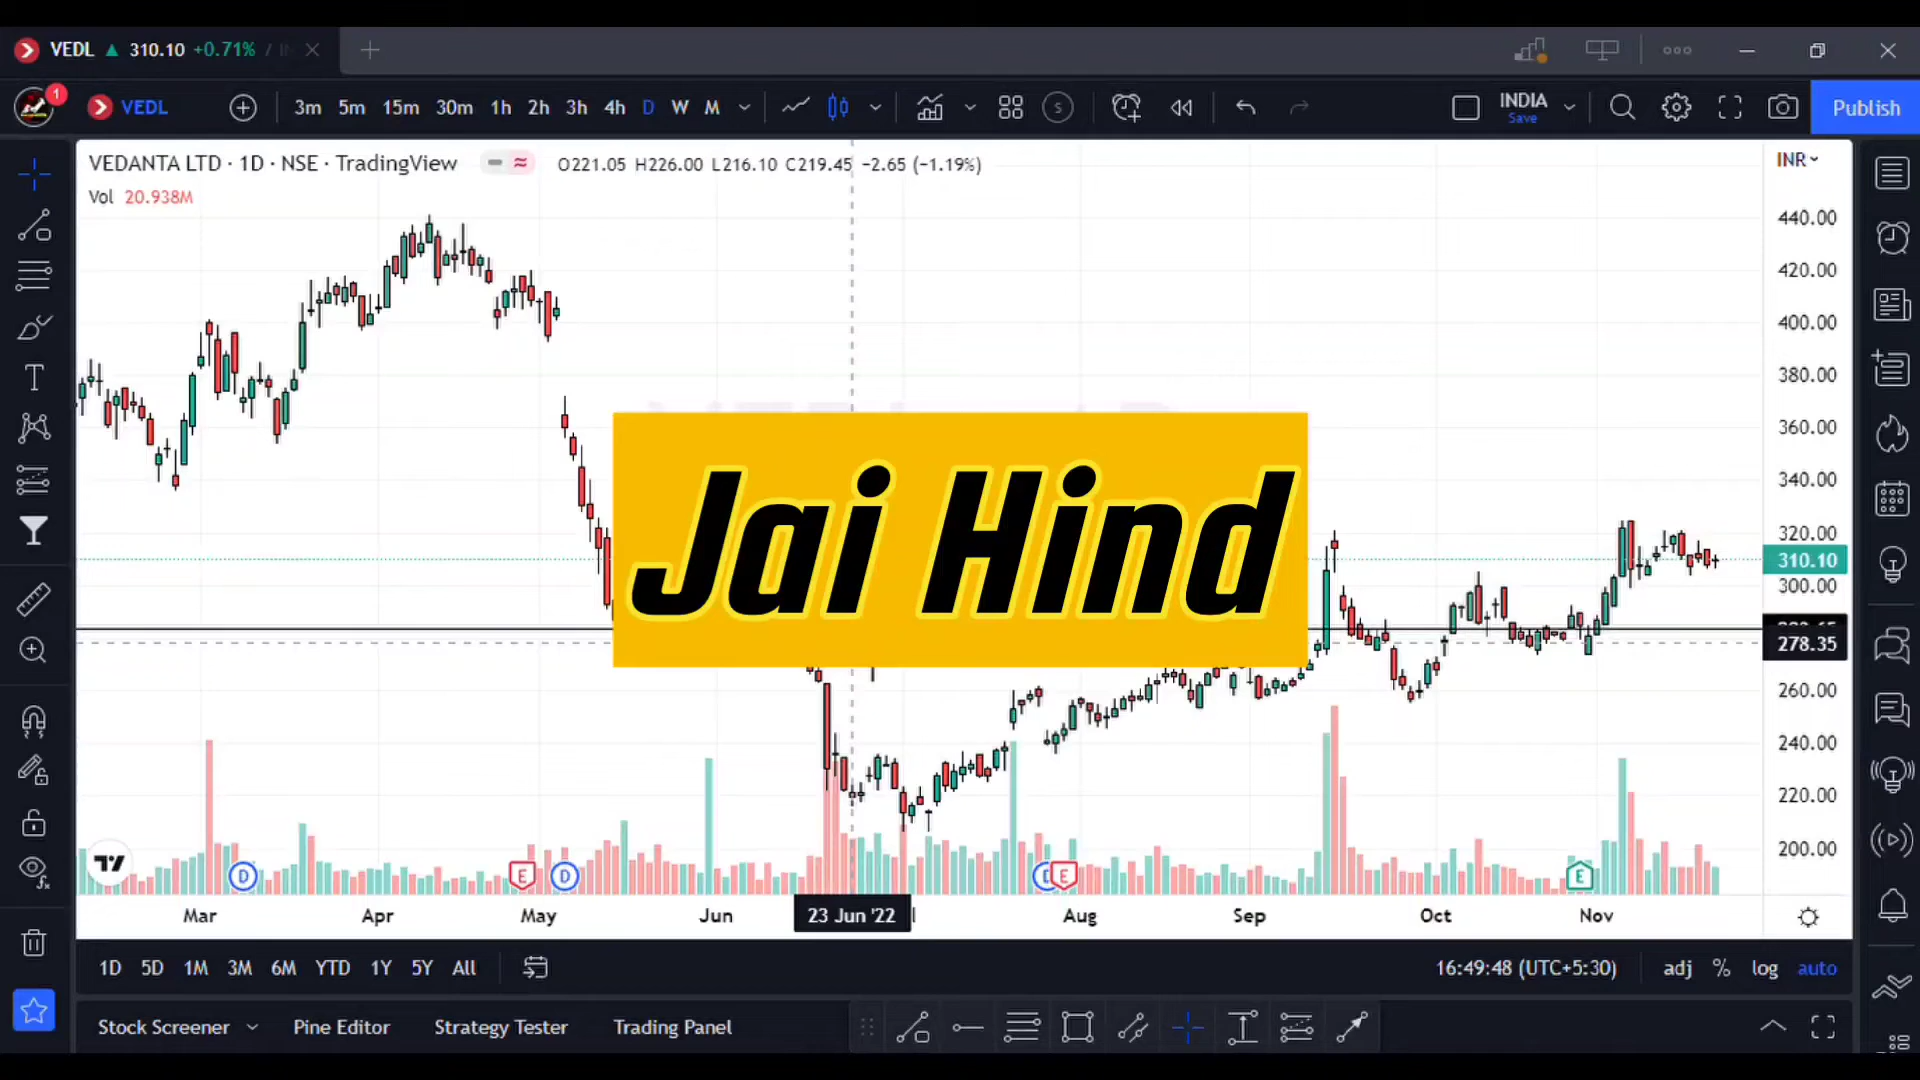 VEDL ▲ 310.10 +0.71% / IN
1 VEDL 3m 5m 15m 30m 1h 2h 3h 4h D W M INDIA Save Publish
VEDANTA LTD · 1D · NSE · TradingView O221.05 H226.00 L216.10 C219.45 −2.65 (−1.19%) INR
Vol 20.938M
440.00
420.00
400.00
380.00
360.00
340.00
320.00
310.10
300.00
278.35
260.00
240.00
220.00
200.00
Jai Hind
D E D E E
Mar Apr May Jun 23 Jun '22 Aug Sep Oct Nov
1D 5D 1M 3M 6M YTD 1Y 5Y All 16:49:48 (UTC+5:30) adj % log auto
Stock Screener Pine Editor Strategy Tester Trading Panel